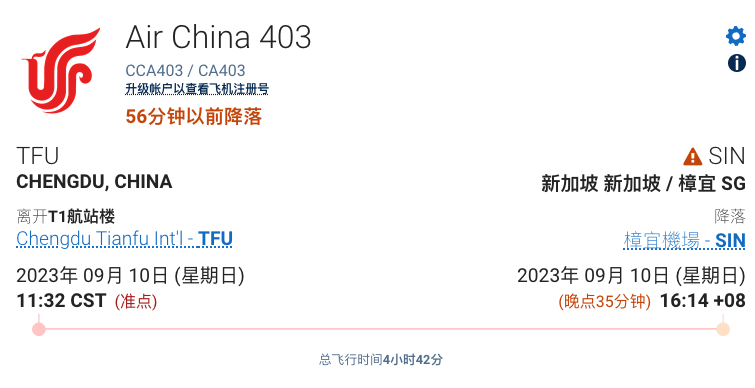 Air China 403
CCA403 / CA403
升级帐户以查看飞机注册号
56分钟以前降落
TFU
SIN
CHENGDU, CHINA
新加坡 新加坡 / 樟宜 SG
离开T1航站楼
降落
Chengdu Tianfu Int'l - TFU
樟宜機場 - SIN
2023年 09月 10日 (星期日)
2023年 09月 10日 (星期日)
11:32 CST (准点)
(晚点35分钟) 16:14 +08
总飞行时间4小时42分